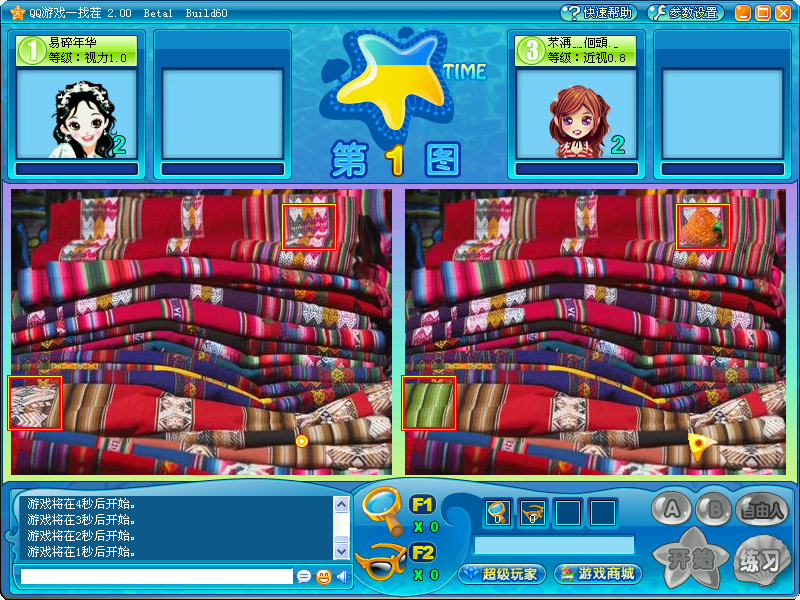 QQ游戏—找茬 2.00 Beta1 Build60
快速帮助
参数设置
1
易碎年华
等级：视力1.0
2
TIME
第1图
3
等级：近视0.8
2
游戏将在4秒后开始。
游戏将在3秒后开始。
游戏将在2秒后开始。
游戏将在1秒后开始。
F1
X 0
F2
X 0
0
0
超级玩家
游戏商城
A
B
自由人
开始
练习